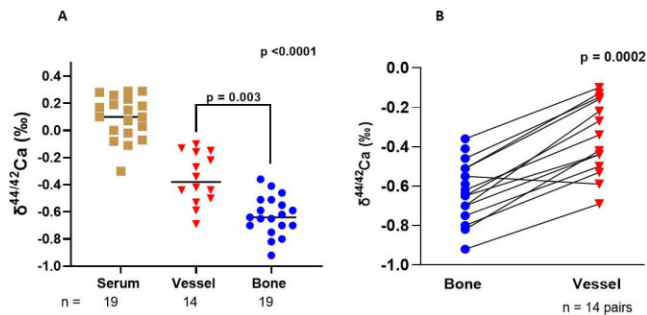 A
p <0.0001
p = 0.003
δ44/42Ca (‰)
0.4
0.2
0.0
-0.2
-0.4
-0.6
-0.8
-1.0
Serum Vessel Bone
n = 19 14 19
B
p = 0.0002
δ44/42Ca (‰)
0.0
-0.2
-0.4
-0.6
-0.8
-1.0
Bone Vessel
n = 14 pairs